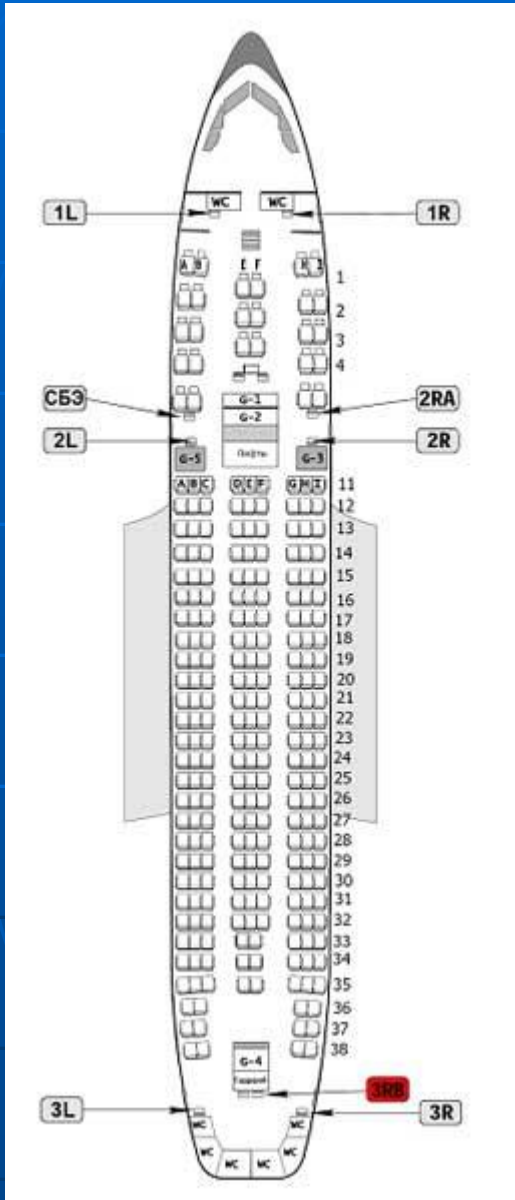 WC WC
1L 1R
A B E F H I
1
2
3
4
СБЭ 2RA
G-1
G-2
2L 2R
G-5 Лифты G-3
A B C D E F G H I 11
12
13
14
15
16
17
18
19
20
21
22
23
24
25
26
27
28
29
30
31
32
33
34
35
36
37
38
G-4
3RB
3L 3R
WC WC
WC WC WC WC